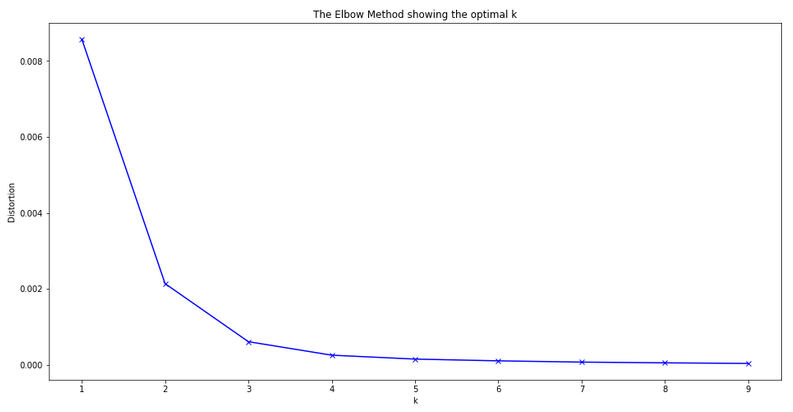 The Elbow Method showing the optimal k
0.008
0.006
0.004
0.002
0.000
Distortion
1 2 3 4 5 6 7 8 9
k